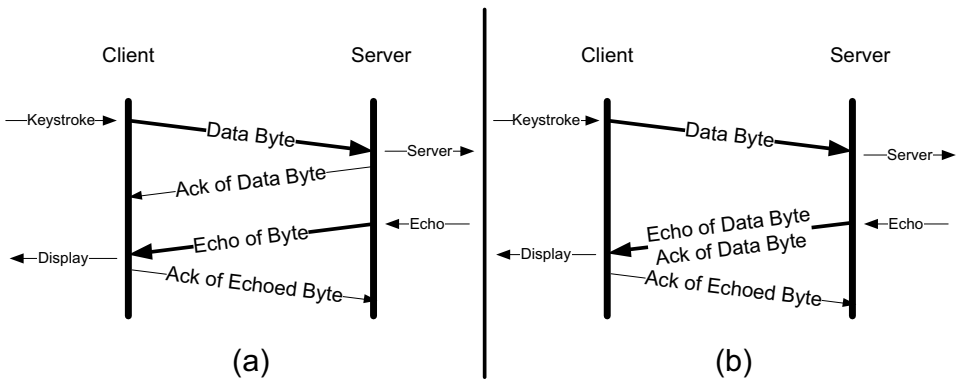 Client
Server
Keystroke
Data Byte
Server
Ack of Data Byte
Echo of Byte
Echo
Display
Ack of Echoed Byte
(a)
Client
Server
Keystroke
Data Byte
Server
Echo of Data Byte
Ack of Data Byte
Echo
Display
Ack of Echoed Byte
(b)